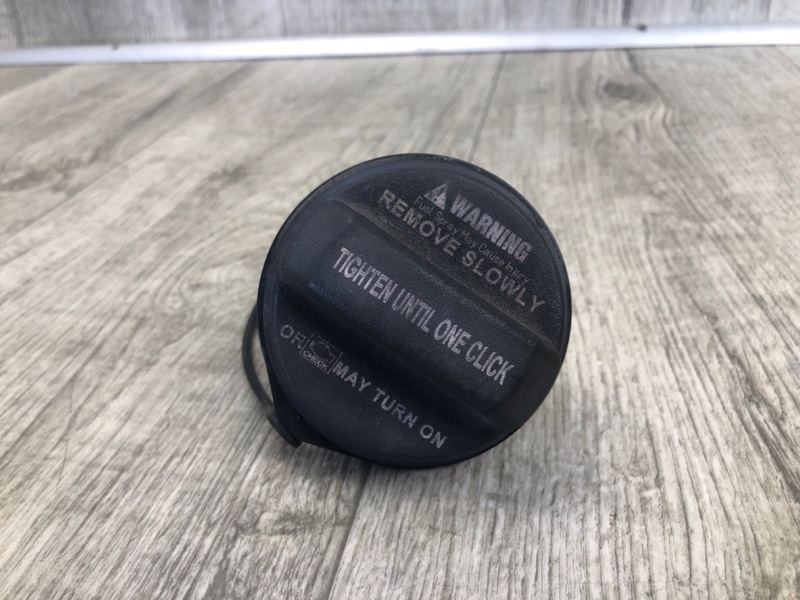 WARNING
Fuel Spray May Cause Injury
REMOVE SLOWLY
TIGHTEN UNTIL ONE CLICK
OR CHECK MAY TURN ON